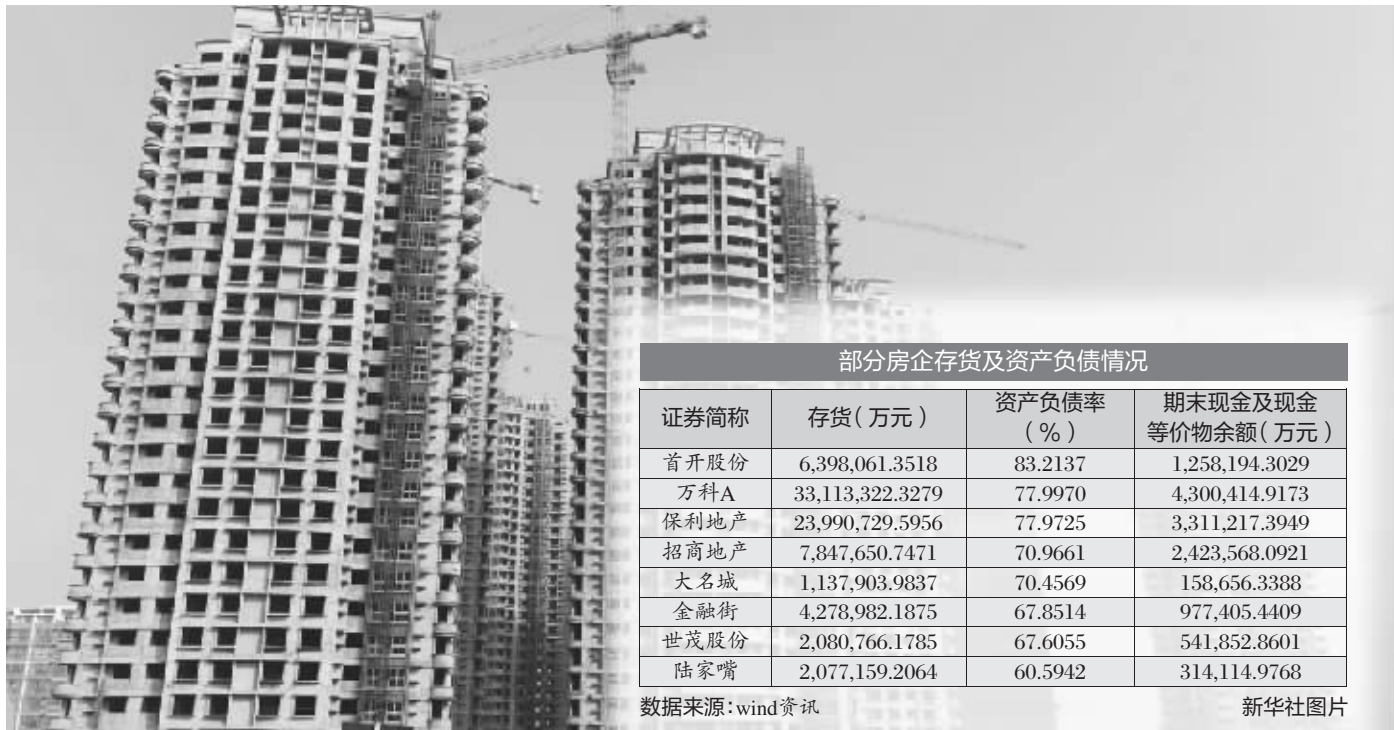 部分房企存货及资产负债情况
证券简称 存货(万元) 资产负债率(%) 期末现金及现金等价物余额(万元)
首开股份 6,398,061.3518 83.2137 1,258,194.3029
万科A 33,113,322.3279 77.9970 4,300,414.9173
保利地产 23,990,729.5956 77.9725 3,311,217.3949
招商地产 7,847,650.7471 70.9661 2,423,568.0921
大名城 1,137,903.9837 70.4569 158,656.3388
金融街 4,278,982.1875 67.8514 977,405.4409
世茂股份 2,080,766.1785 67.6055 541,852.8601
陆家嘴 2,077,159.2064 60.5942 314,114.9768
数据来源:wind资讯 新华社图片